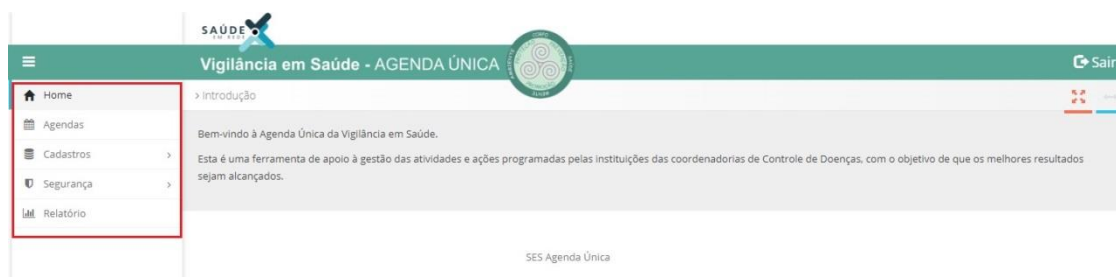 SAÚDE
EM REDE
Vigilância em Saúde - AGENDA ÚNICA
Sair
Home
Agendas
Cadastros
Segurança
Relatório
> Introdução
Bem-vindo à Agenda Única da Vigilância em Saúde.
Esta é uma ferramenta de apoio à gestão das atividades e ações programadas pelas instituições das coordenadorias de Controle de Doenças, com o objetivo de que os melhores resultados
sejam alcançados.
SES Agenda Única